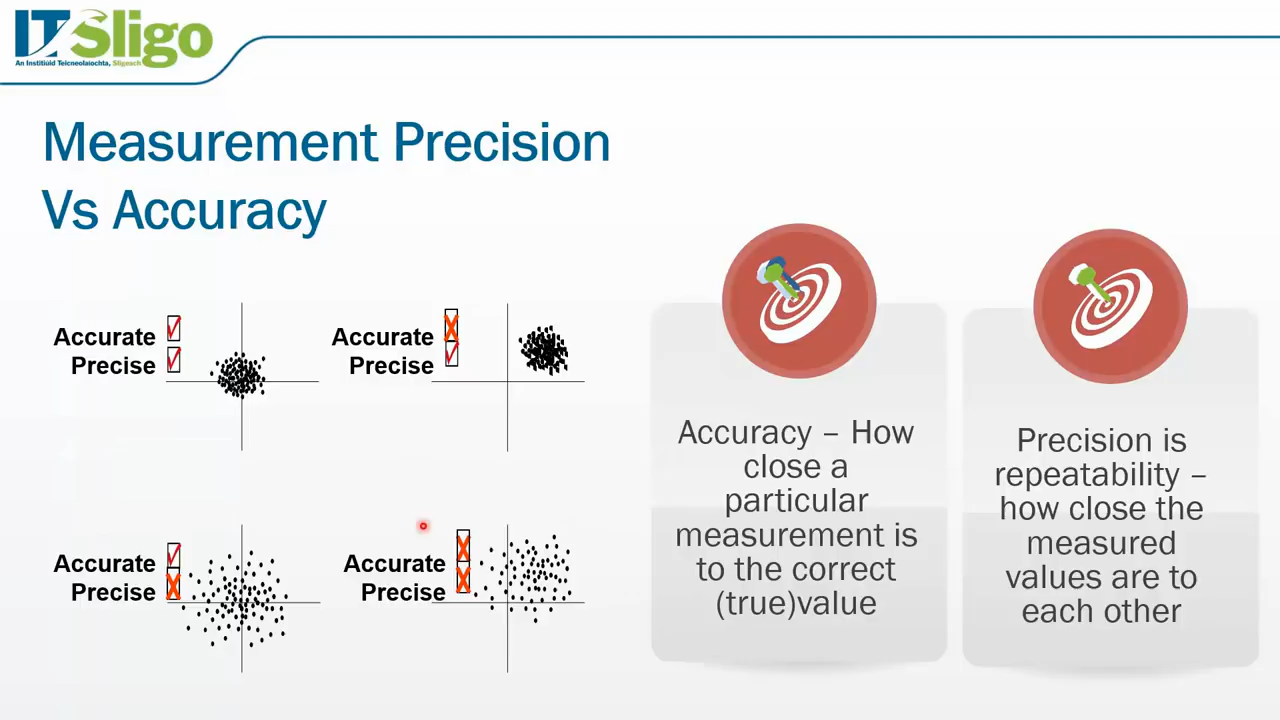 ITSligo
An Institiúid Teicneolaíochta, Sligeach
Measurement Precision
Vs Accuracy
Accurate
Precise
Accurate
Precise
Accurate
Precise
Accurate
Precise
Accuracy – How
close a
particular
measurement is
to the correct
(true)value
Precision is
repeatability –
how close the
measured
values are to
each other